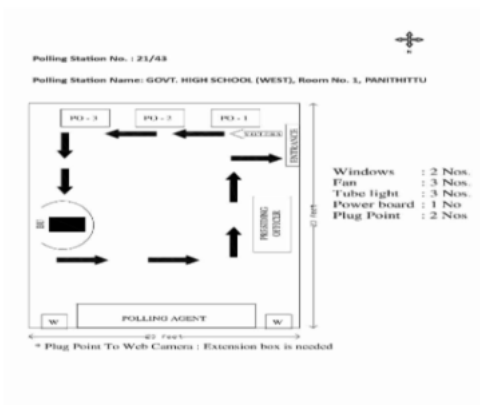 Polling Station No. : 21/43
Polling Station Name: GOVT. HIGH SCHOOL (WEST), Room No. 1, PANITHITTU
PO - 3
PO - 2
PO - 1
ENTRANCE
Windows : 2 Nos.
Fan : 3 Nos.
Tube light : 3 Nos.
Power board : 1 No
Plug Point : 2 Nos
PRESIDING OFFICER
BU
W
POLLING AGENT
W
feet
* Plug Point To Web Camera : Extension box is needed